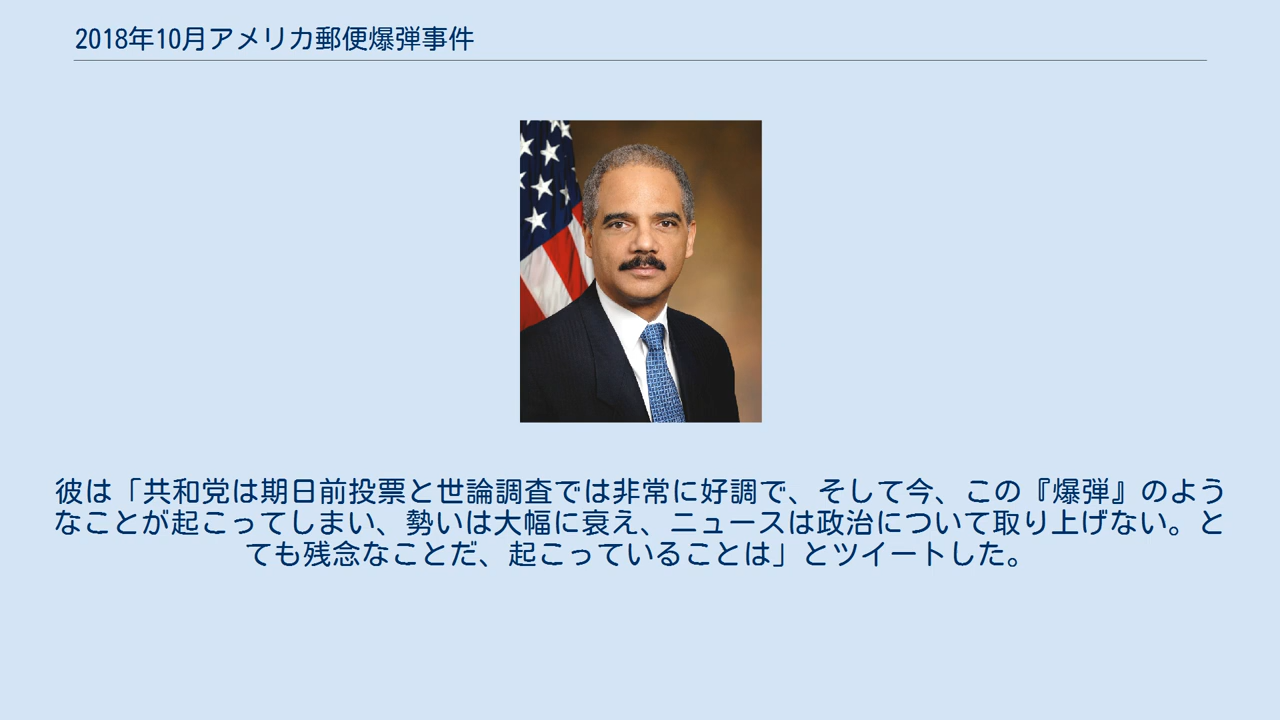 2018年10月アメリカ郵便爆弾事件
彼は「共和党は期日前投票と世論調査では非常に好調で、そして今、この『爆弾』のよう
なことが起こってしまい、勢いは大幅に衰え、ニュースは政治について取り上げない。と
ても残念なことだ、起こっていることは」とツイートした。